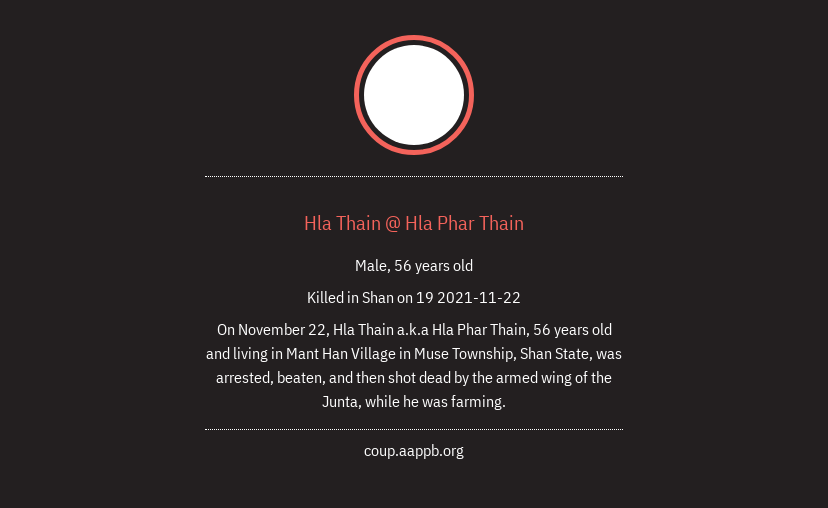 Hla Thain @ Hla Phar Thain
Male, 56 years old
Killed in Shan on 19 2021-11-22
On November 22, Hla Thain a.k.a Hla Phar Thain, 56 years old
and living in Mant Han Village in Muse Township, Shan State, was
arrested, beaten, and then shot dead by the armed wing of the
Junta, while he was farming.
coup.aappb.org